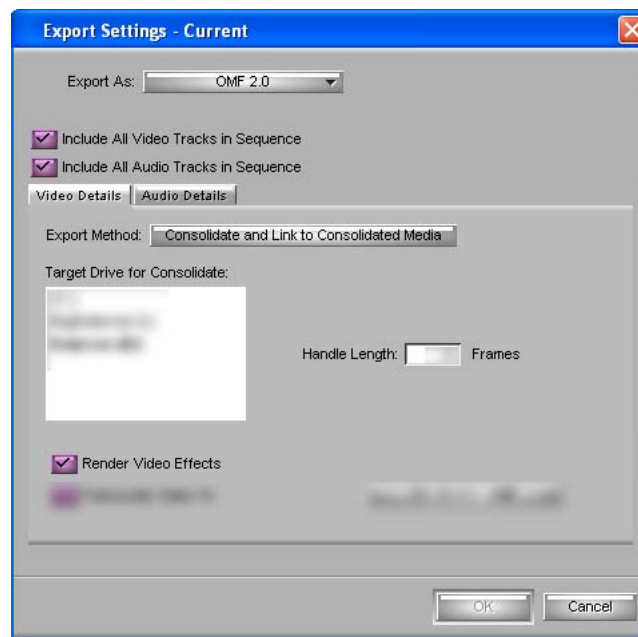 Export Settings - Current
Export As: OMF 2.0
Include All Video Tracks in Sequence
Include All Audio Tracks in Sequence
Video Details Audio Details
Export Method: Consolidate and Link to Consolidated Media
Target Drive for Consolidate:
Handle Length: Frames
Render Video Effects
OK Cancel